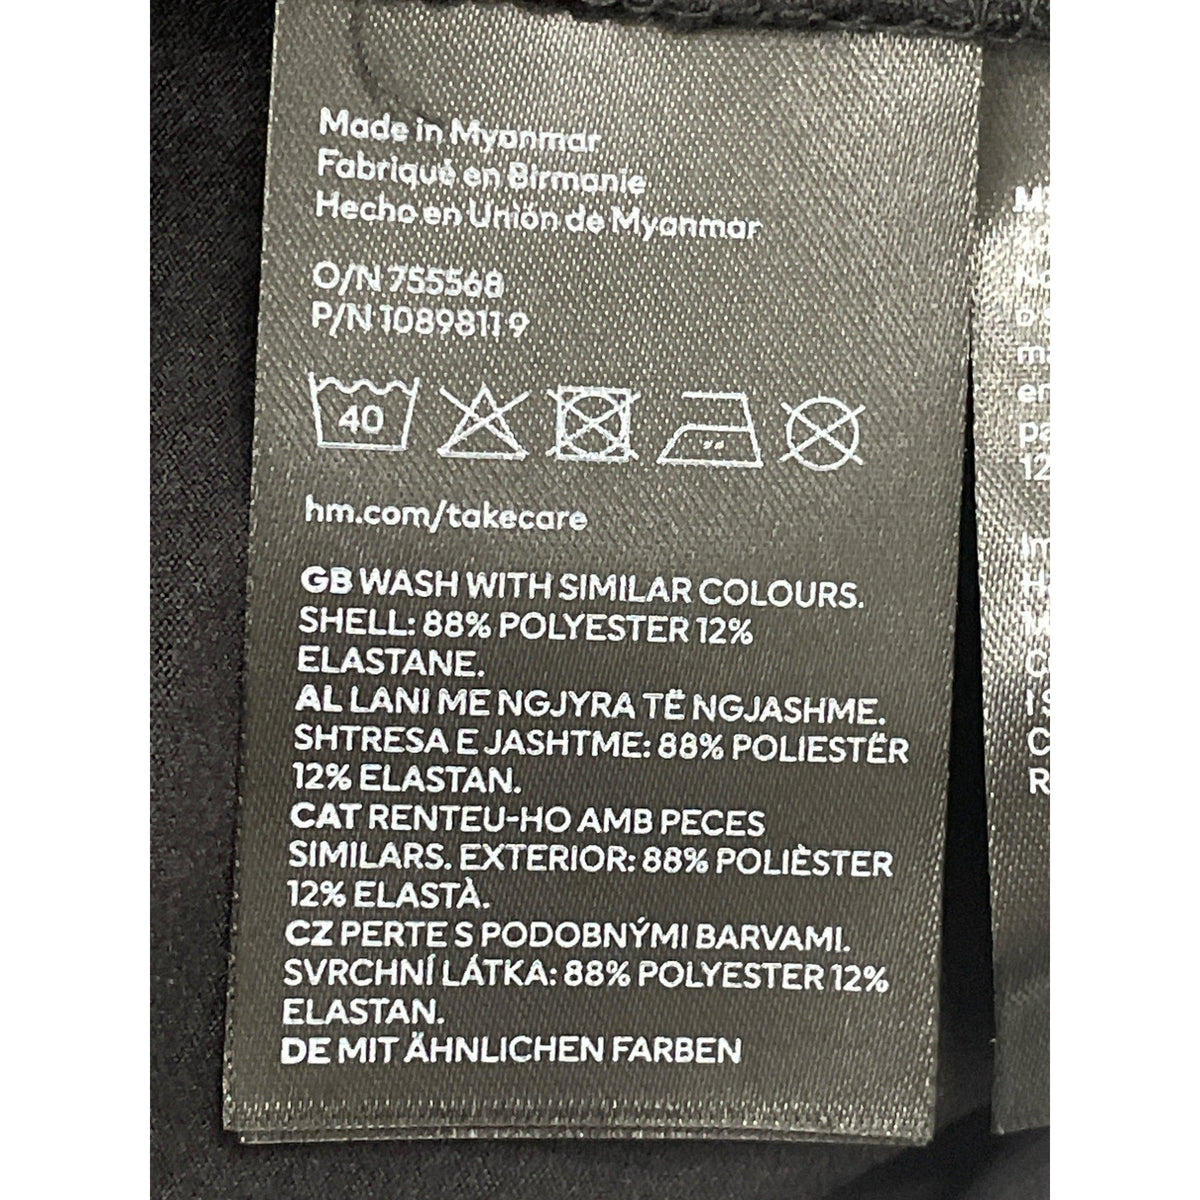 Made in Myanmar
Fabriqué en Birmanie
Hecho en Unión de Myanmar
O/N 755568
P/N 10898119
40
hm.com/takecare
GB WASH WITH SIMILAR COLOURS.
SHELL: 88% POLYESTER 12%
ELASTANE.
AL LANI ME NGJYRA TË NGJASHME.
SHTRESA E JASHTME: 88% POLIESTËR
12% ELASTAN.
CAT RENTEU-HO AMB PECES
SIMILARS. EXTERIOR: 88% POLIÈSTER
12% ELASTÀ.
CZ PERTE S PODOBNÝMI BARVAMI.
SVRCHNÍ LÁTKA: 88% POLYESTER 12%
ELASTAN.
DE MIT ÄHNLICHEN FARBEN